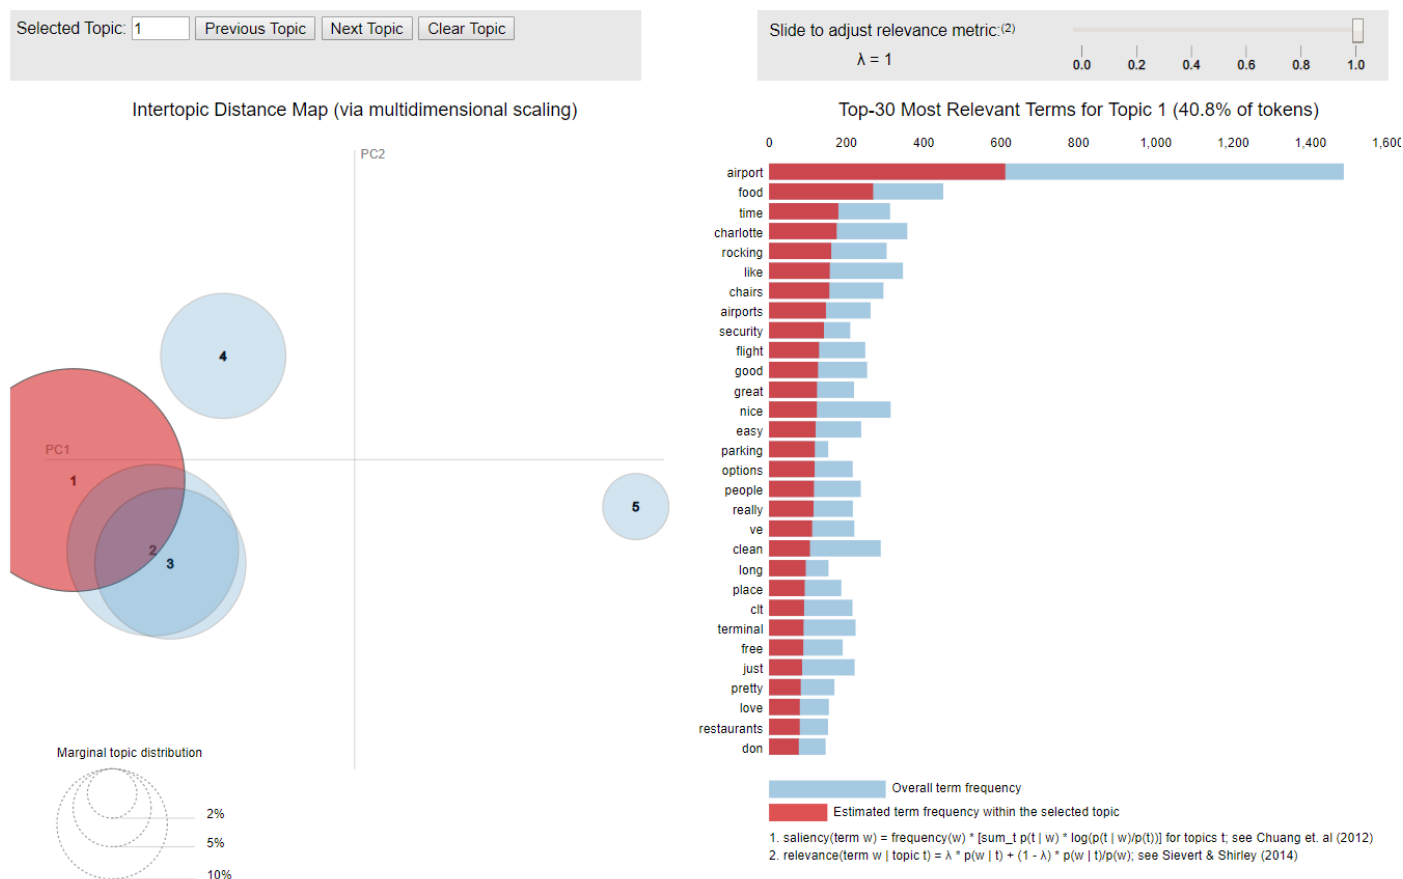 Selected Topic: 1 Previous Topic Next Topic Clear Topic
Slide to adjust relevance metric:(2)
λ = 1
0.0 0.2 0.4 0.6 0.8 1.0
Intertopic Distance Map (via multidimensional scaling)
PC2
PC1
4
1
2
3
5
Marginal topic distribution
2%
5%
10%
Top-30 Most Relevant Terms for Topic 1 (40.8% of tokens)
0 200 400 600 800 1,000 1,200 1,400 1,600
airport
food
time
charlotte
rocking
like
chairs
airports
security
flight
good
great
nice
easy
parking
options
people
really
ve
clean
long
place
clt
terminal
free
just
pretty
love
restaurants
don
Overall term frequency
Estimated term frequency within the selected topic
1. saliency(term w) = frequency(w) * [sum_t p(t | w) * log(p(t | w)/p(t))] for topics t; see Chuang et. al (2012)
2. relevance(term w | topic t) = λ * p(w | t) + (1 - λ) * p(w | t)/p(w); see Sievert & Shirley (2014)